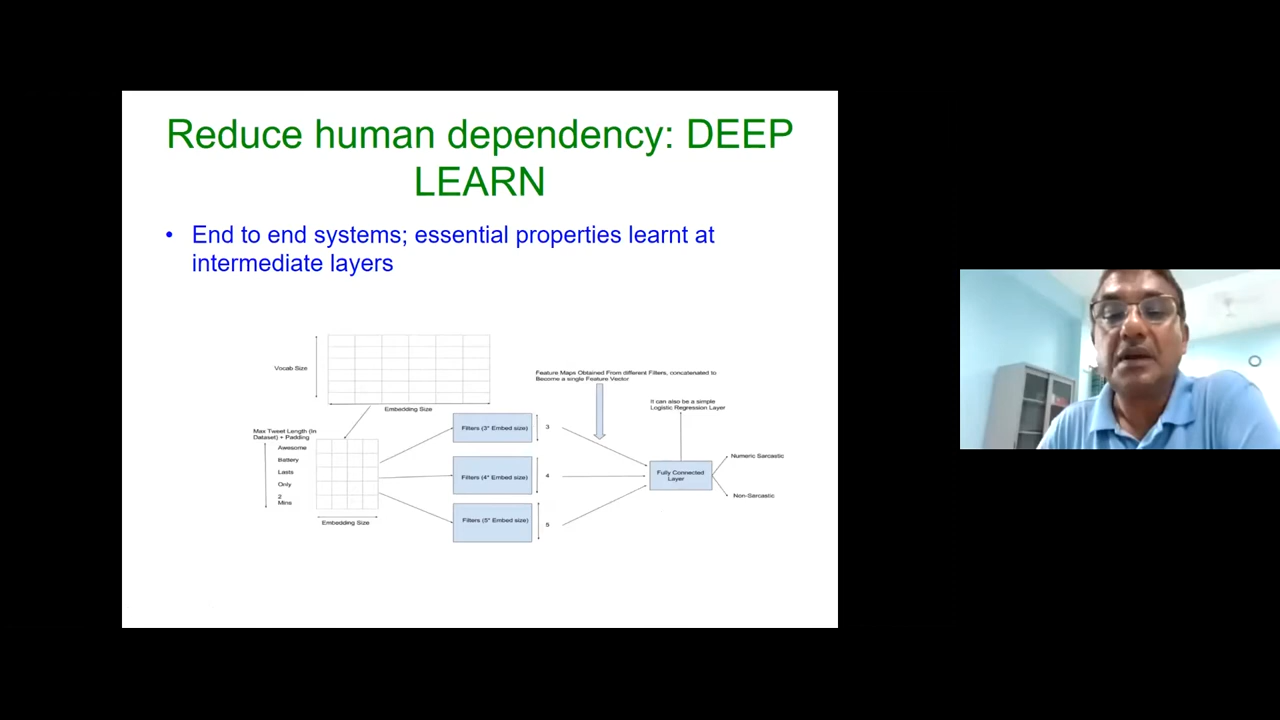 Reduce human dependency: DEEP
LEARN
• End to end systems; essential properties learnt at
intermediate layers
Vocab Size
Embedding Size
Feature Maps Obtained From different Filters, concatenated to
Become a single Feature Vector
It can also be a simple
Logistic Regression Layer
Max Tweet Length (In
Dataset) + Padding
Awesome
Battery
Lasts
Only
2
Mins
Embedding Size
Filters (3* Embed size)
3
Filters (4* Embed size)
4
Filters (5* Embed size)
5
Fully Connected
Layer
Numeric Sarcastic
Non-Sarcastic